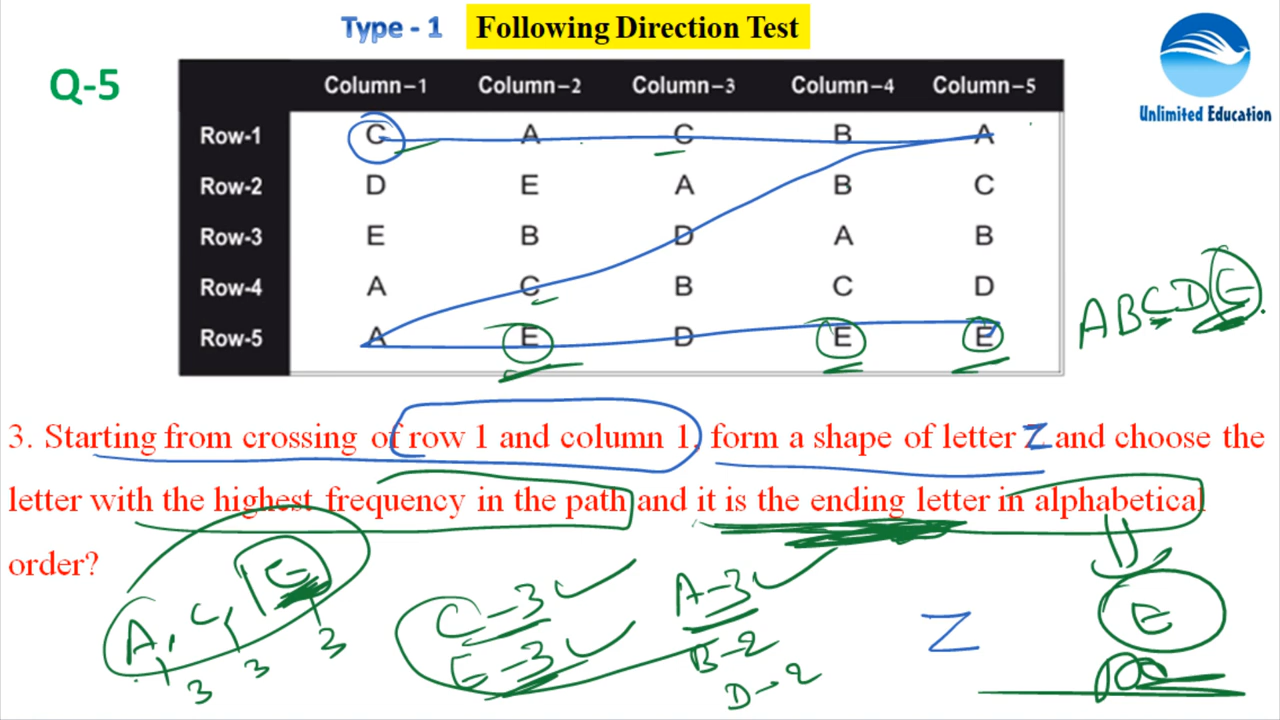 Type - 1 Following Direction Test
Q-5
Unlimited Education
Column-1 Column-2 Column-3 Column-4 Column-5
Row-1 C A C B A
Row-2 D E A B C
Row-3 E B D A B
Row-4 A C B C D
Row-5 A E D E E
A B C D E
3. Starting from crossing of row 1 and column 1, form a shape of letter Z and choose the
letter with the highest frequency in the path and it is the ending letter in alphabetical
order?
A, C, E
3 3 3
C-3
E-3
A-3
B-2
D-2
Z
E